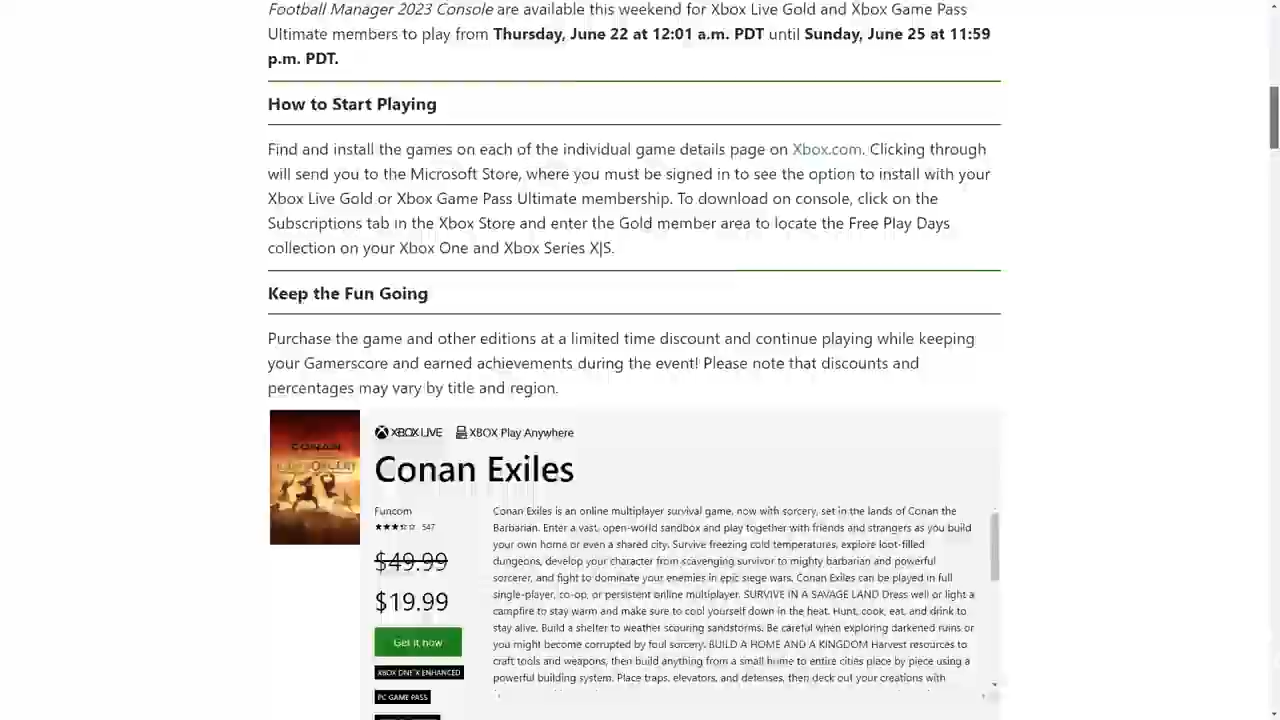 Football Manager 2023 Console are available this weekend for Xbox Live Gold and Xbox Game Pass
Ultimate members to play from Thursday, June 22 at 12:01 a.m. PDT until Sunday, June 25 at 11:59
p.m. PDT.
How to Start Playing
Find and install the games on each of the individual game details page on Xbox.com. Clicking through
will send you to the Microsoft Store, where you must be signed in to see the option to install with your
Xbox Live Gold or Xbox Game Pass Ultimate membership. To download on console, click on the
Subscriptions tab in the Xbox Store and enter the Gold member area to locate the Free Play Days
collection on your Xbox One and Xbox Series X|S.
Keep the Fun Going
Purchase the game and other editions at a limited time discount and continue playing while keeping
your Gamerscore and earned achievements during the event! Please note that discounts and
percentages may vary by title and region.
CONAN
XBOX LIVE XBOX Play Anywhere
Conan Exiles
Funcom
547
$49.99
$19.99
Get it now
XBOX ONE X ENHANCED
PC GAME PASS
Conan Exiles is an online multiplayer survival game, now with sorcery, set in the lands of Conan the
Barbarian. Enter a vast, open-world sandbox and play together with friends and strangers as you build
your own home or even a shared city. Survive freezing cold temperatures, explore loot-filled
dungeons, develop your character from scavenging survivor to mighty barbarian and powerful
sorcerer, and fight to dominate your enemies in epic siege wars. Conan Exiles can be played in full
single-player, co-op, or persistent online multiplayer. SURVIVE IN A SAVAGE LAND Dress well or light a
campfire to stay warm and make sure to cool yourself down in the heat. Hunt, cook, eat, and drink to
stay alive. Build a shelter to weather scouring sandstorms. Be careful when exploring darkened ruins or
you might become corrupted by foul sorcery. BUILD A HOME AND A KINGDOM Harvest resources to
craft tools and weapons, then build anything from a small home to entire cities piece by piece using a
powerful building system. Place traps, elevators, and defenses, then deck out your creations with